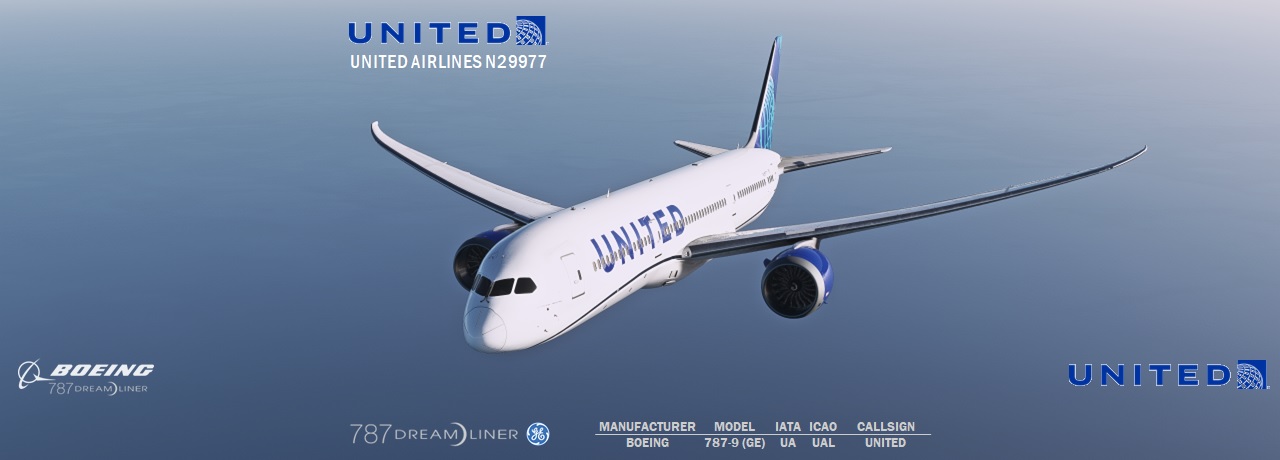 UNITED
UNITED AIRLINES N29977
UNITED
BOEING
787 DREAMLINER
UNITED
787 DREAMLINER GE
MANUFACTURER MODEL IATA ICAO CALLSIGN
BOEING 787-9 (GE) UA UAL UNITED